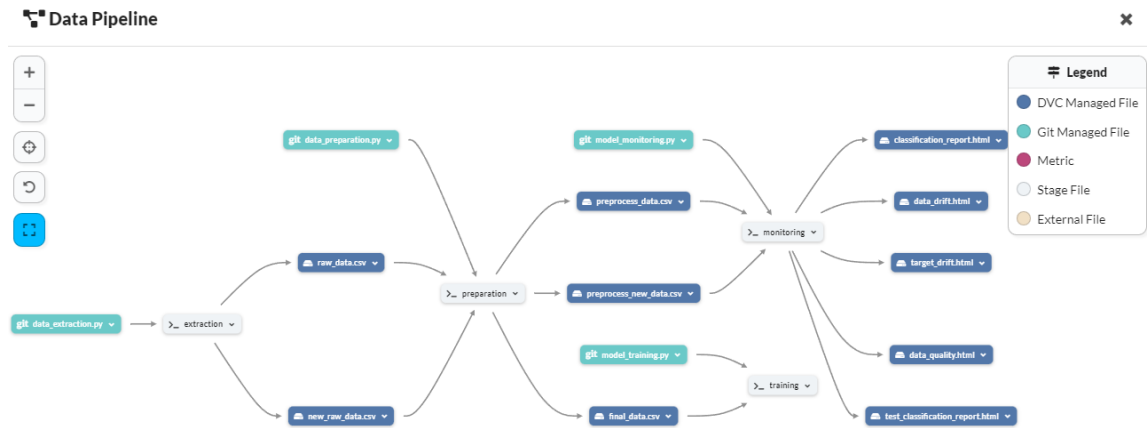 Data Pipeline
Legend
DVC Managed File
Git Managed File
Metric
Stage File
External File
git data_preparation.py
git model_monitoring.py
classification_report.html
preprocess_data.csv
data_drift.html
>_ monitoring
raw_data.csv
target_drift.html
>_ preparation
preprocess_new_data.csv
git data_extraction.py
>_ extraction
git model_training.py
data_quality.html
>_ training
new_raw_data.csv
final_data.csv
test_classification_report.html